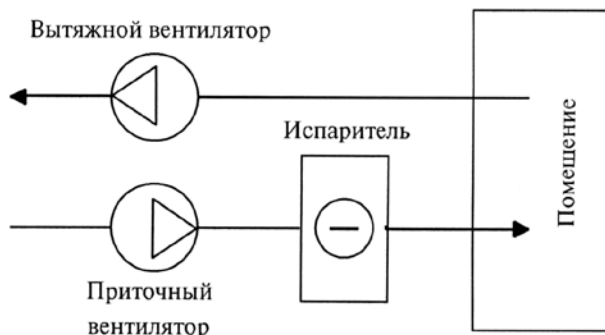 Вытяжной вентилятор
Испаритель
Помещение
Приточный
вентилятор